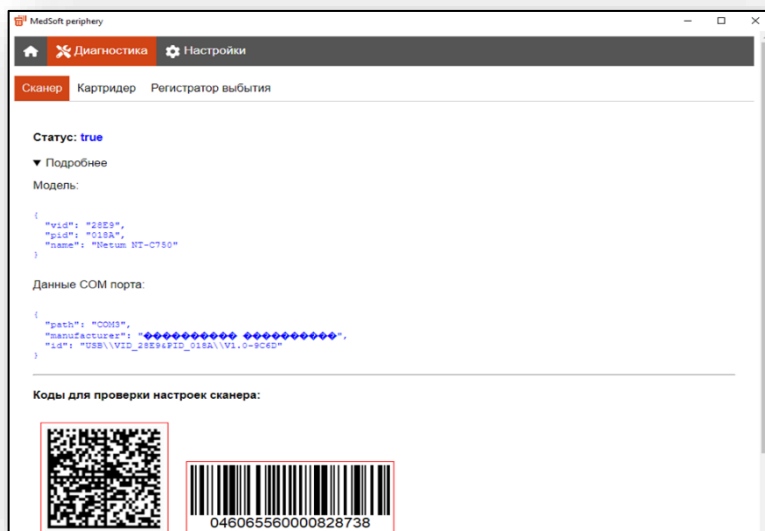 MedSoft periphery
Диагностика Настройки
Сканер Картридер Регистратор выбытия
Статус: true
▼ Подробнее
Модель:
{
"vid": "28E9",
"pid": "018A",
"name": "Netum NT-C750"
}
Данные COM порта:
{
"path": "COM3",
"manufacturer": "������������ ������������",
"id": "USB\\VID_28E9&PID_018A\\V1.0-9C6D"
}
Коды для проверки настроек сканера:
046065560000828738